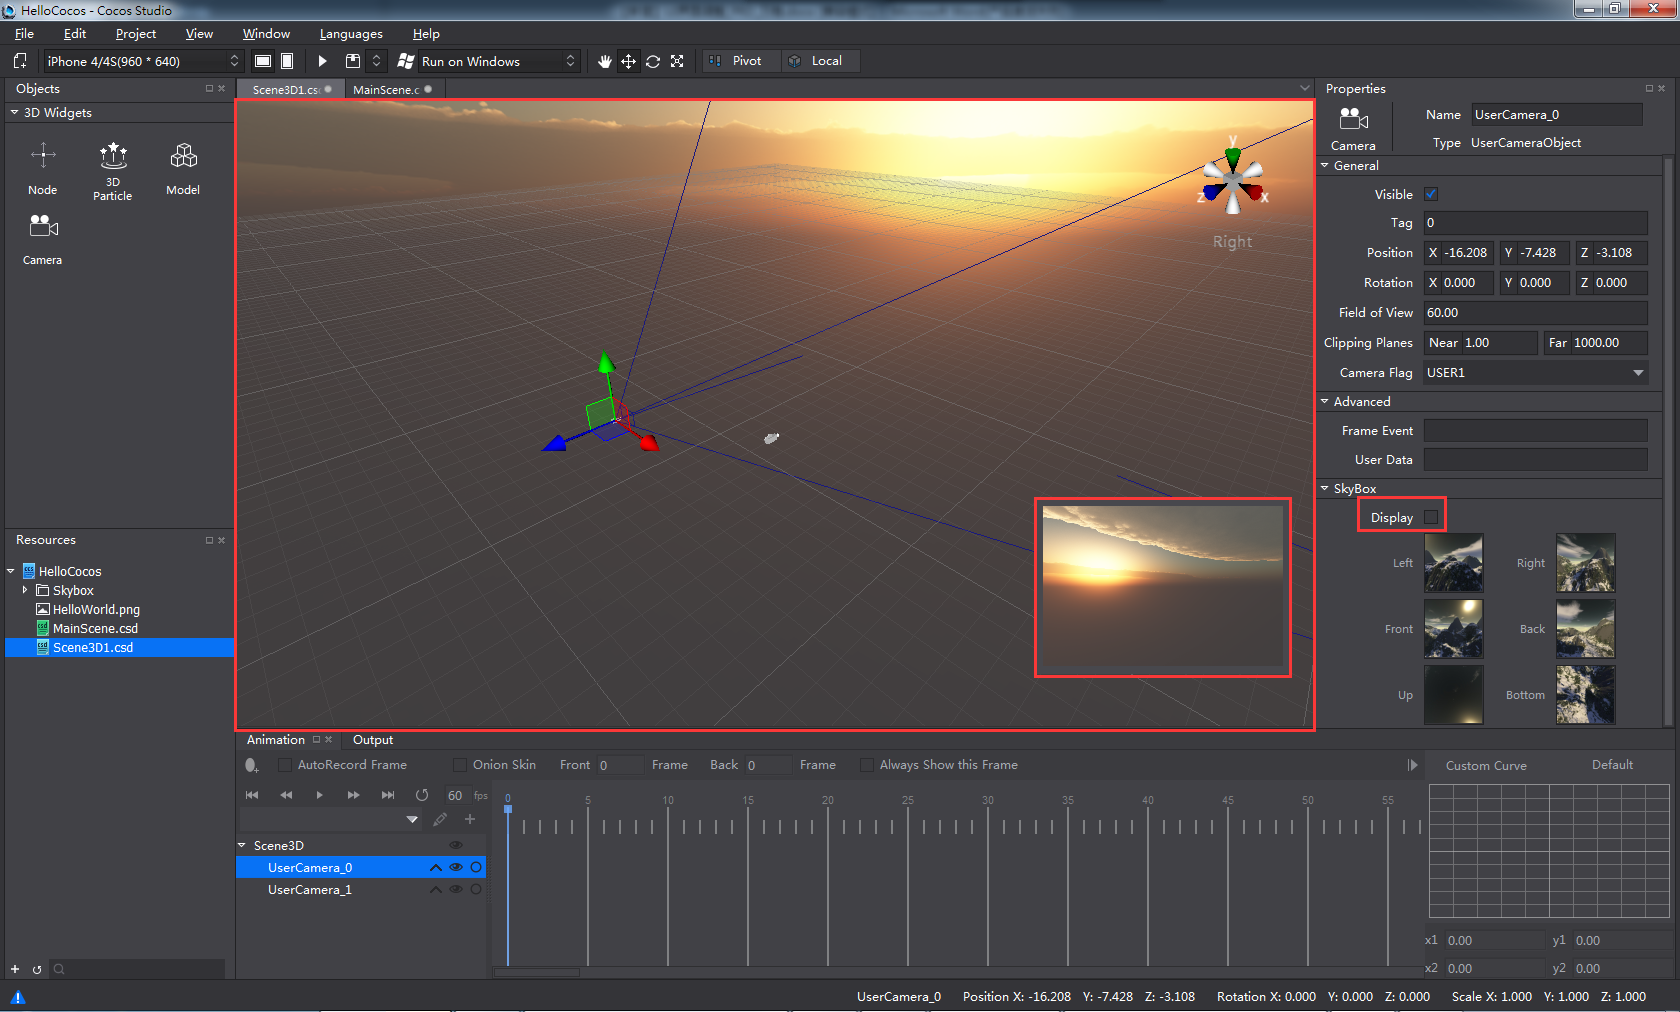 HelloCocos - Cocos Studio
File Edit Project View Window Languages Help
iPhone 4/4S(960 * 640) Run on Windows Pivot Local
Objects
3D Widgets
Node
3D Particle
Model
Camera
Resources
HelloCocos
Skybox
HelloWorld.png
MainScene.csd
Scene3D1.csd
Scene3D1.cs MainScene.c
y
z
x
Right
Properties
Camera
Name UserCamera_0
Type UserCameraObject
General
Visible
Tag 0
Position X -16.208 Y -7.428 Z -3.108
Rotation X 0.000 Y 0.000 Z 0.000
Field of View 60.00
Clipping Planes Near 1.00 Far 1000.00
Camera Flag USER1
Advanced
Frame Event
User Data
SkyBox
Display
Left Right
Front Back
Up Bottom
Animation Output
AutoRecord Frame Onion Skin Front 0 Frame Back 0 Frame Always Show this Frame
60 fps
0 5 10 15 20 25 30 35 40 45 50 55
Scene3D
UserCamera_0
UserCamera_1
Custom Curve Default
x1 0.00 y1 0.00
x2 0.00 y2 0.00
UserCamera_0 Position X: -16.208 Y: -7.428 Z: -3.108 Rotation X: 0.000 Y: 0.000 Z: 0.000 Scale X: 1.000 Y: 1.000 Z: 1.000